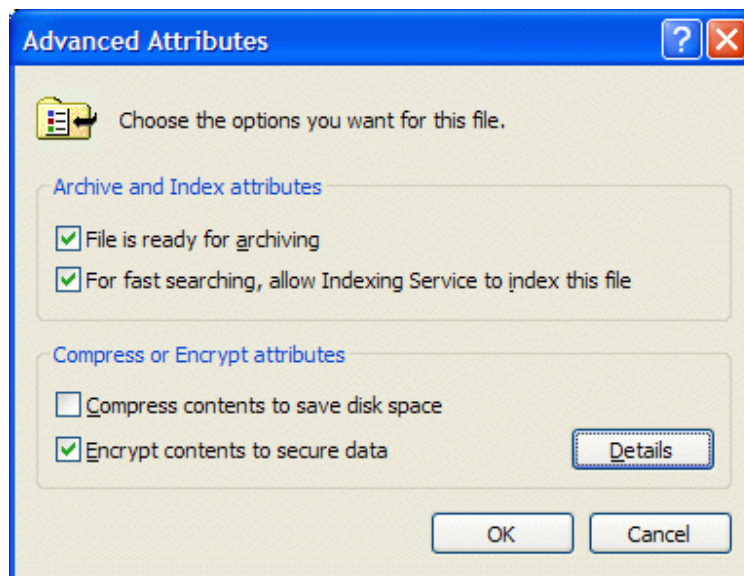 Advanced Attributes
?
Choose the options you want for this file.
Archive and Index attributes
File is ready for archiving
For fast searching, allow Indexing Service to index this file
Compress or Encrypt attributes
Compress contents to save disk space
Encrypt contents to secure data
Details
OK
Cancel